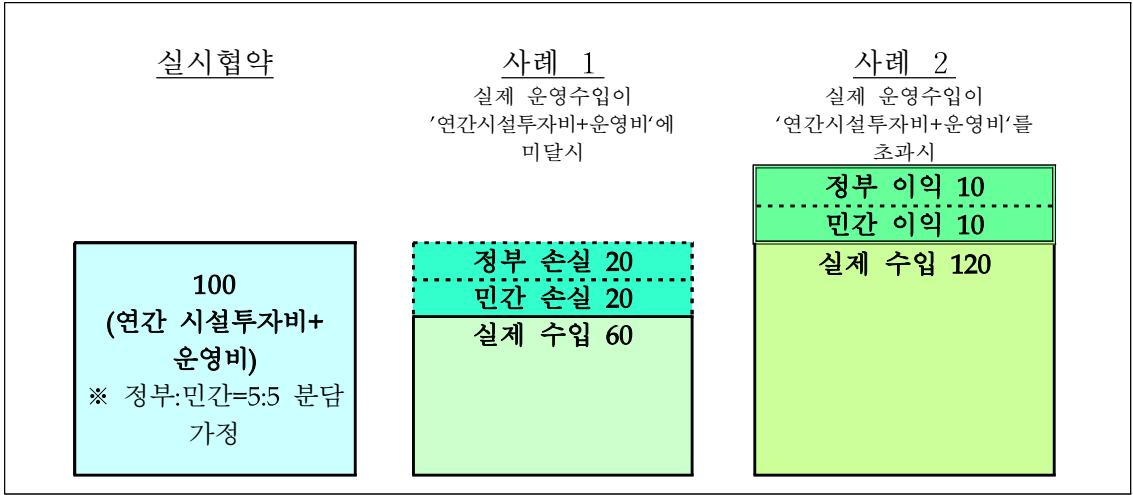 실시협약
100
(연간 시설투자비+
운영비)
※ 정부:민간=5:5 분담
가정
사례 1
실제 운영수입이
′연간시설투자비+운영비‘에
미달시
정부 손실 20
민간 손실 20
실제 수입 60
사례 2
실제 운영수입이
‘연간시설투자비+운영비‘를
초과시
정부 이익 10
민간 이익 10
실제 수입 120